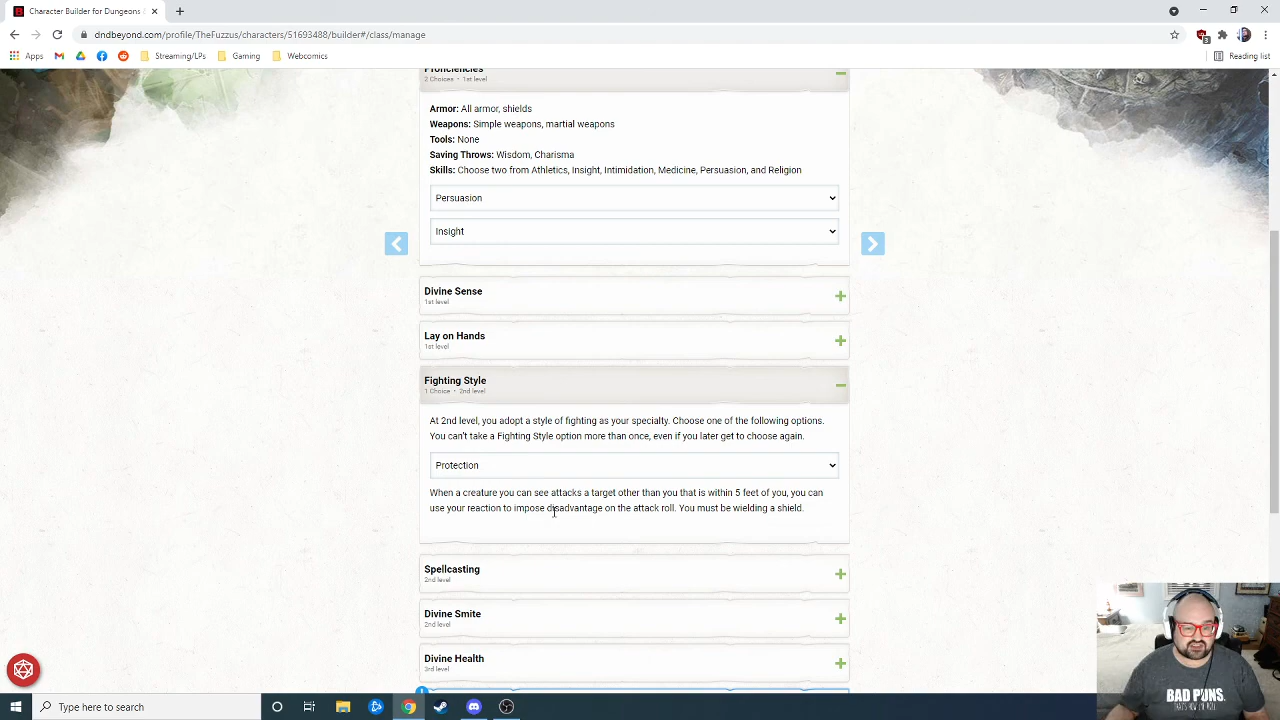 Character Builder for Dungeons
dndbeyond.com/profile/TheFuzzus/characters/51693488/builder#/class/manage
3
Apps
Streaming/LPs
Gaming
Webcomics
Reading list
Proficiencies
2 Choices • 1st level
Armor: All armor, shields
Weapons: Simple weapons, martial weapons
Tools: None
Saving Throws: Wisdom, Charisma
Skills: Choose two from Athletics, Insight, Intimidation, Medicine, Persuasion, and Religion
Persuasion
Insight
Divine Sense
1st level
Lay on Hands
1st level
Fighting Style
1 Choice • 2nd level
At 2nd level, you adopt a style of fighting as your specialty. Choose one of the following options.
You can't take a Fighting Style option more than once, even if you later get to choose again.
Protection
When a creature you can see attacks a target other than you that is within 5 feet of you, you can
use your reaction to impose disadvantage on the attack roll. You must be wielding a shield.
Spellcasting
2nd level
Divine Smite
2nd level
Divine Health
3rd level
BAD PUNS.
Type here to search